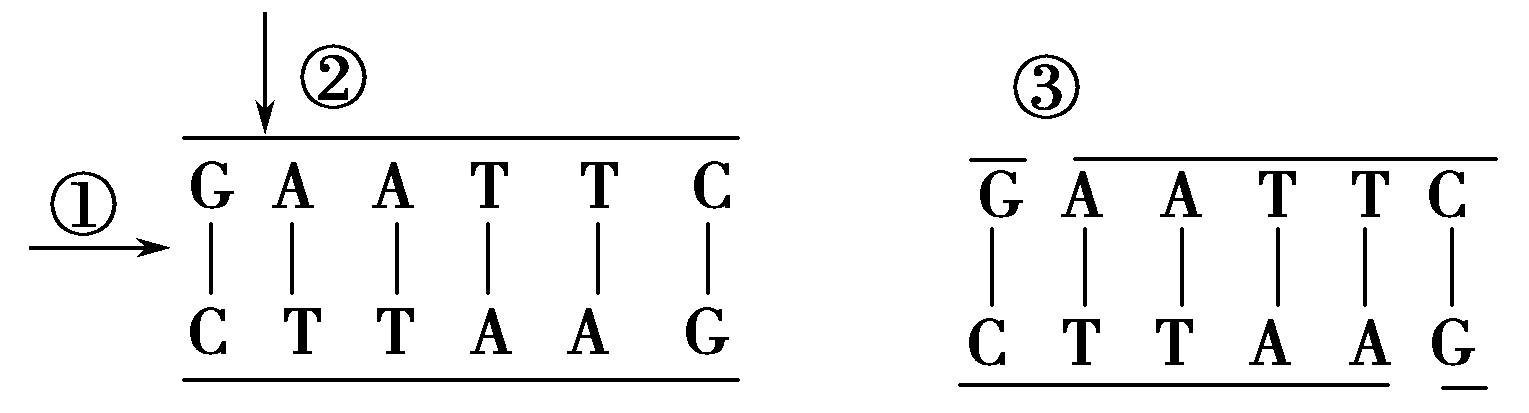 ② ③
G A A T T C G A A T T C
①
C T T A A G C T T A A G